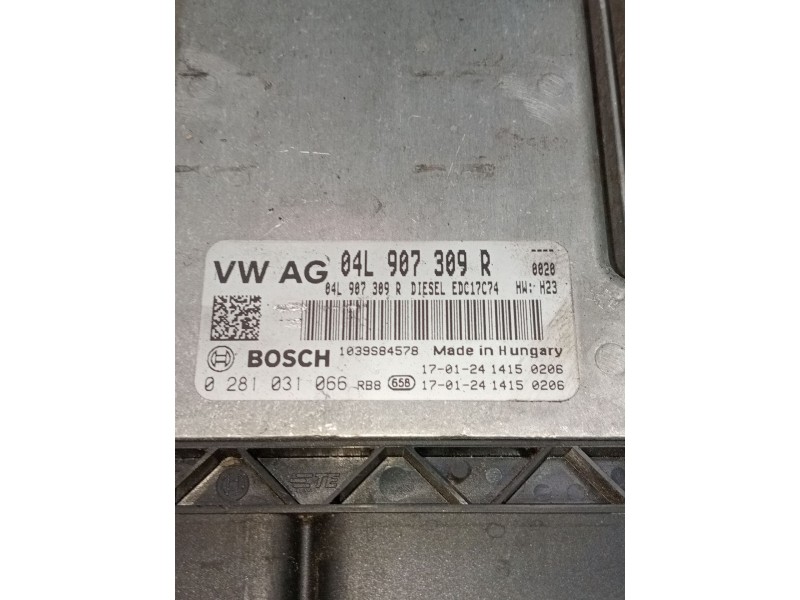 VW AG 04L 907 309 R ----
0020
04L 907 309 R DIESEL EDC17C74 HW: H23
BOSCH 1039S84578 Made in Hungary
17-01-24 1415 0206
0 281 031 066 RB8 658 17-01-24 1415 0206
TE